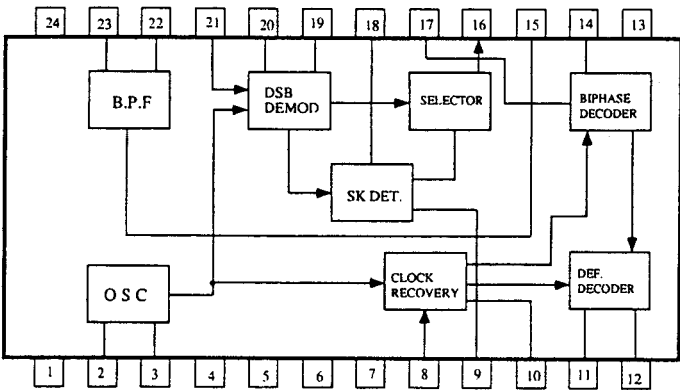 24 23 22 21 20 19 18 17 16 15 14 13
B.P.F
DSB
DEMOD
SELECTOR
BIPHASE
DECODER
SK DET.
OSC
CLOCK
RECOVERY
DEF.
DECODER
1 2 3 4 5 6 7 8 9 10 11 12